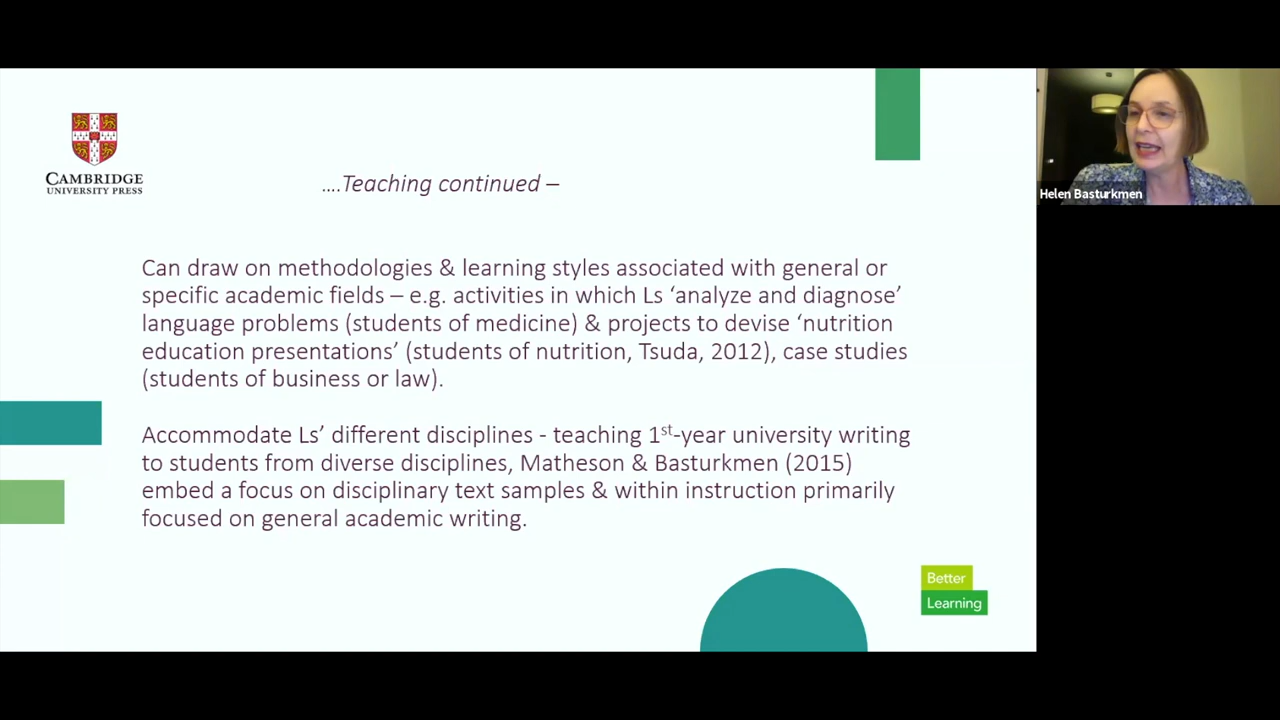 CAMBRIDGE
UNIVERSITY PRESS
....Teaching continued –
Can draw on methodologies & learning styles associated with general or
specific academic fields – e.g. activities in which Ls ‘analyze and diagnose’
language problems (students of medicine) & projects to devise ‘nutrition
education presentations’ (students of nutrition, Tsuda, 2012), case studies
(students of business or law).
Accommodate Ls’ different disciplines - teaching 1st-year university writing
to students from diverse disciplines, Matheson & Basturkmen (2015)
embed a focus on disciplinary text samples & within instruction primarily
focused on general academic writing.
Better
Learning
Helen Basturkmen